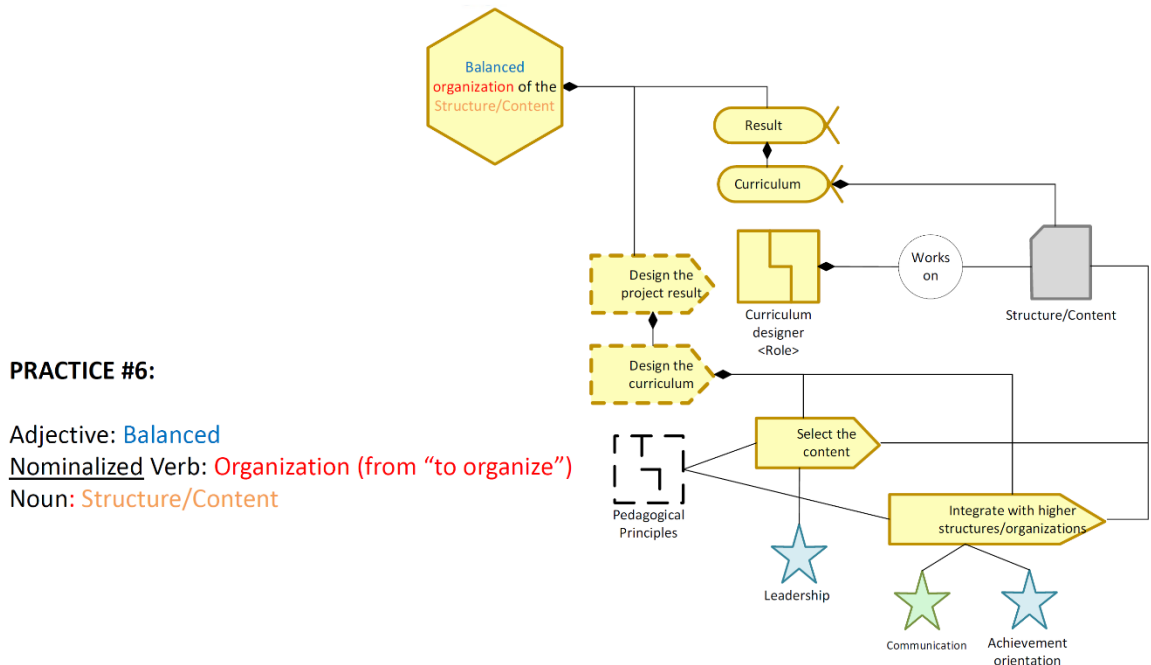 Balanced
organization of the
Structure/Content
Result
Curriculum
Design the
project result
Curriculum
designer
<Role>
Works
on
Structure/Content
Design the
curriculum
PRACTICE #6:
Adjective: Balanced
Nominalized Verb: Organization (from “to organize”)
Noun: Structure/Content
Select the
content
Pedagogical
Principles
Integrate with higher
structures/organizations
Leadership
Communication
Achievement
orientation